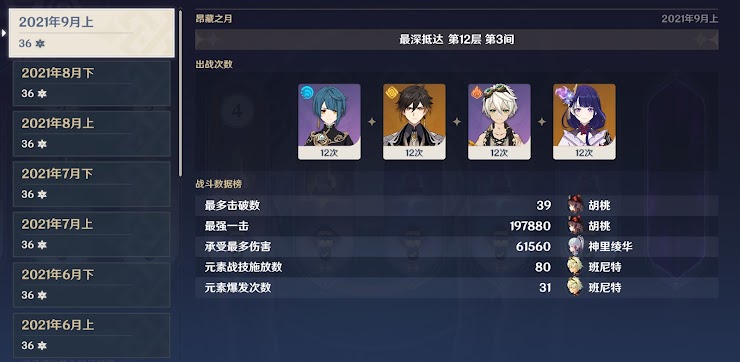 2021年9月上
36
2021年8月下
36
2021年8月上
36
2021年7月下
36
2021年7月上
36
2021年6月下
36
2021年6月上
36
昂藏之月
2021年9月上
最深抵达 第12层 第3间
出战次数
4
12次
12次
12次
12次
战斗数据榜
最多击破数 39 胡桃
最强一击 197880 胡桃
承受最多伤害 61560 神里绫华
元素战技施放数 80 班尼特
元素爆发次数 31 班尼特